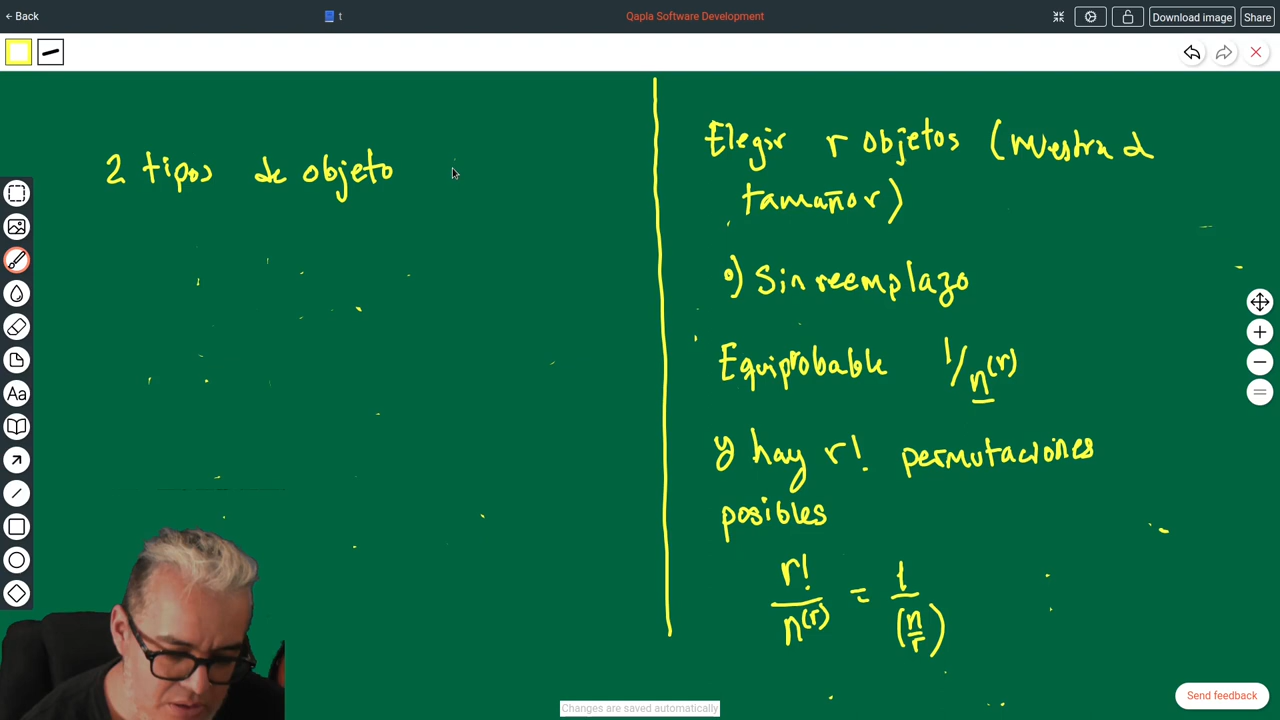 Back
t
Qapla Software Development
Download image
Share
2 tipos de objeto
Elegir r objetos (muestra d
tamaño r)
o) Sin reemplazo
Equiprobable 1/n^(r)
y hay r! permutaciones
posibles
r!/n^(r) = 1/(n/r)
Aa
Changes are saved automatically
Send feedback